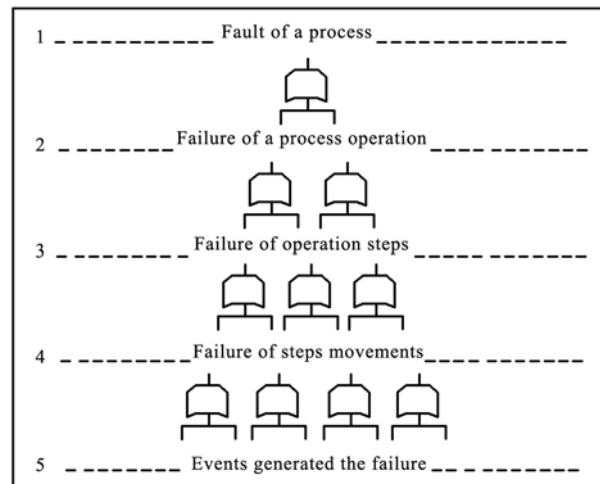 1 Fault of a process
2 Failure of a process operation
3 Failure of operation steps
4 Failure of steps movements
5 Events generated the failure